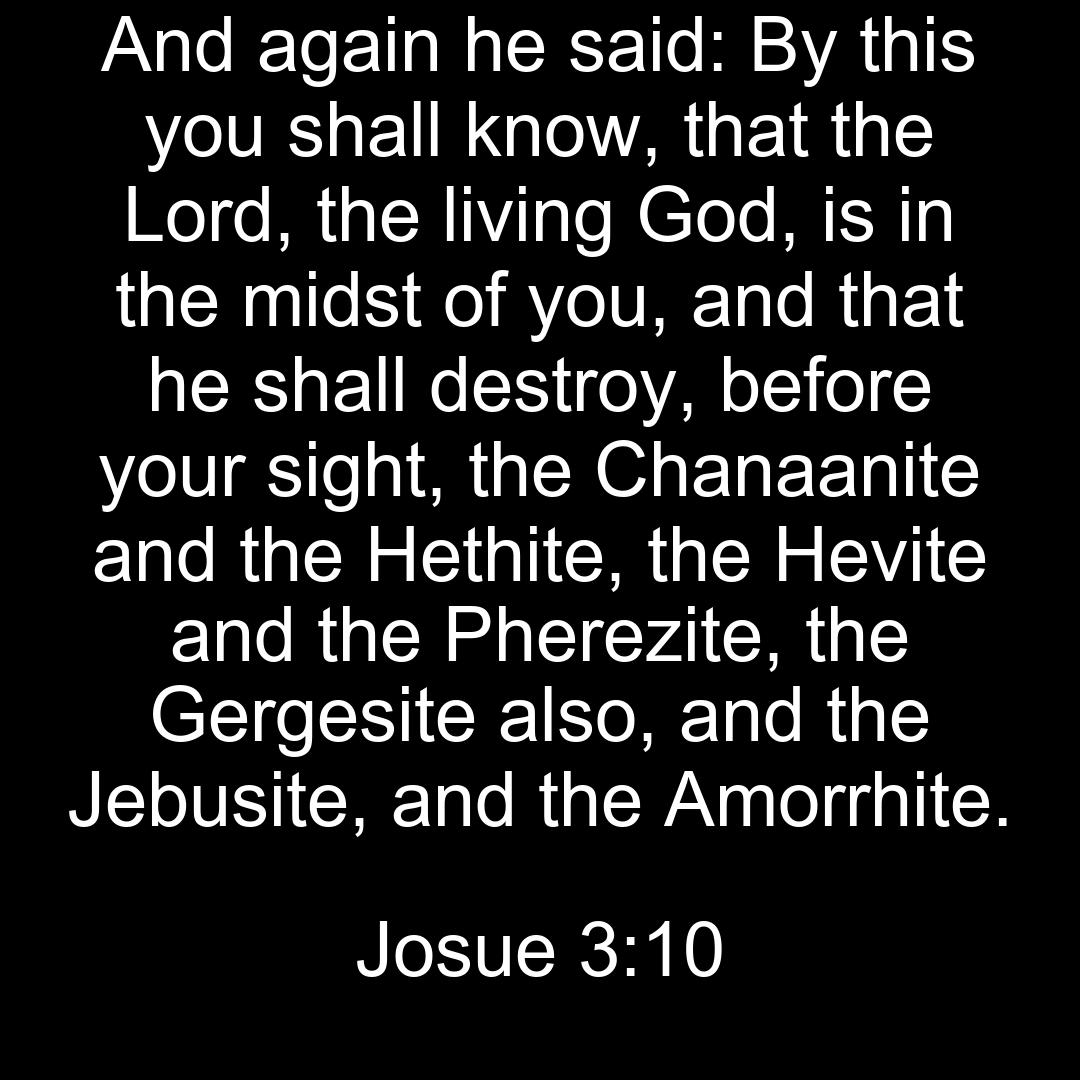 And again he said: By this
you shall know, that the
Lord, the living God, is in
the midst of you, and that
he shall destroy, before
your sight, the Chanaanite
and the Hethite, the Hevite
and the Pherezite, the
Gergesite also, and the
Jebusite, and the Amorrhite.
Josue 3:10